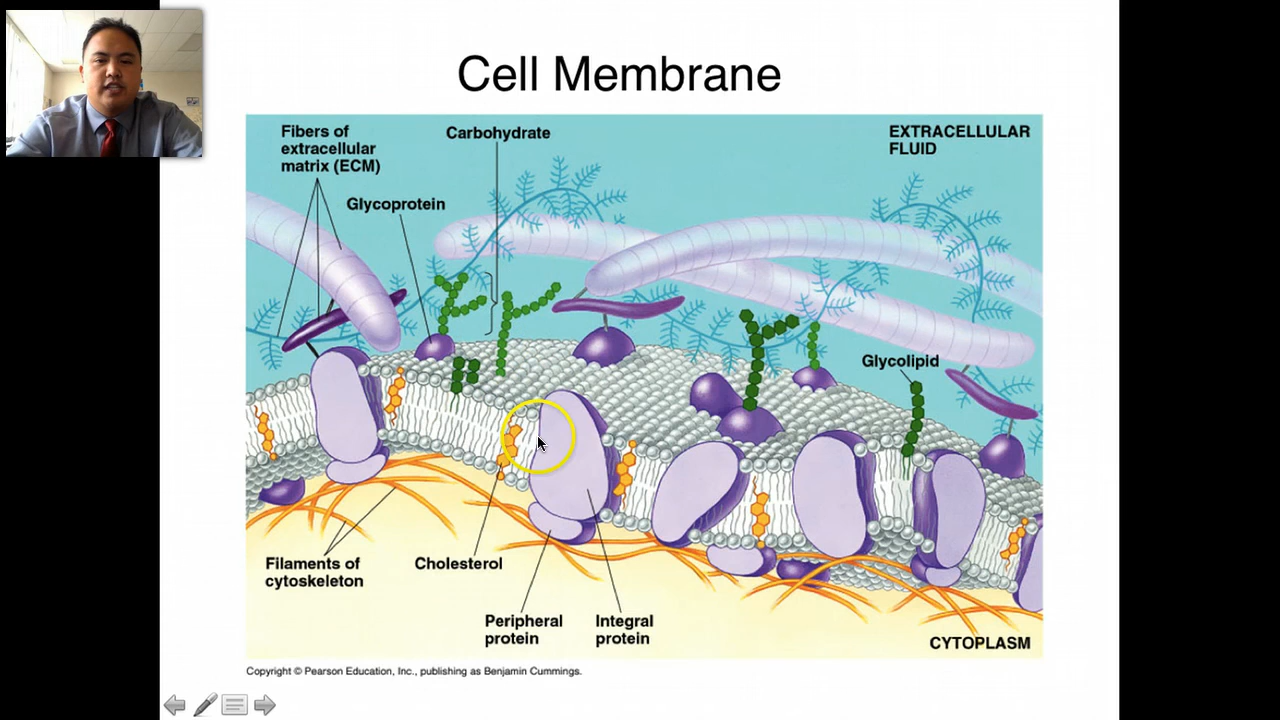 Cell Membrane
Fibers of
extracellular
matrix (ECM)
Carbohydrate
EXTRACELLULAR
FLUID
Glycoprotein
Glycolipid
Filaments of
cytoskeleton
Cholesterol
Peripheral
protein
Integral
protein
CYTOPLASM
Copyright © Pearson Education, Inc., publishing as Benjamin Cummings.